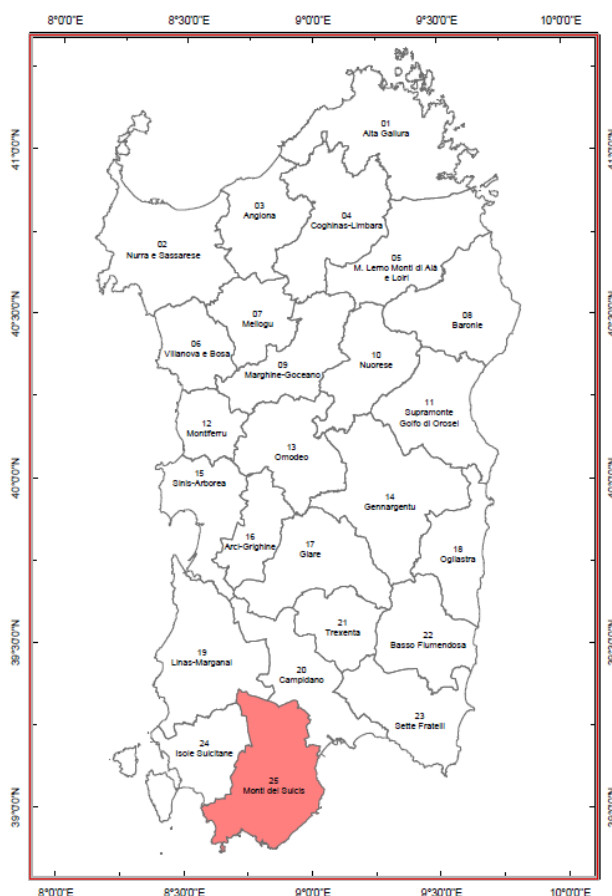 8°0'0"E 8°30'0"E 9°0'0"E 9°30'0"E 10°0'0"E
41°0'0"N
40°30'0"N
40°0'0"N
39°30'0"N
39°0'0"N
01
Alta Gallura
03
Anglona
04
Coghinas-Limbara
02
Nurra e Sassarese
05
M. Lerno Monti di Alà
e Loiri
07
Meilogu
08
Baronie
06
Villanova e Bosa
09
Marghine-Goceano
10
Nuorese
11
Supramonte
Golfo di Orosei
12
Montiferru
13
Omodeo
15
Sinis-Arborea
14
Gennargentu
16
Arci-Grighine
17
Giare
18
Ogliastra
21
Trexenta
22
Basso Flumendosa
19
Linas-Marganai
20
Campidano
23
Sette Fratelli
24
Isole Sulcitane
25
Monti del Sulcis
8°0'0"E 8°30'0"E 9°0'0"E 9°30'0"E 10°0'0"E